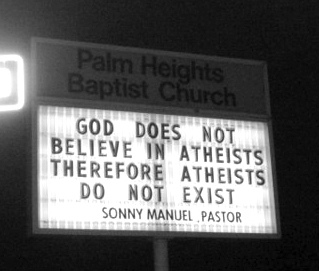 Palm Heights
Baptist Church
GOD DOES NOT
BELIEVE IN ATHEISTS
THEREFORE ATHEISTS
DO NOT EXIST
SONNY MANUEL, PASTOR